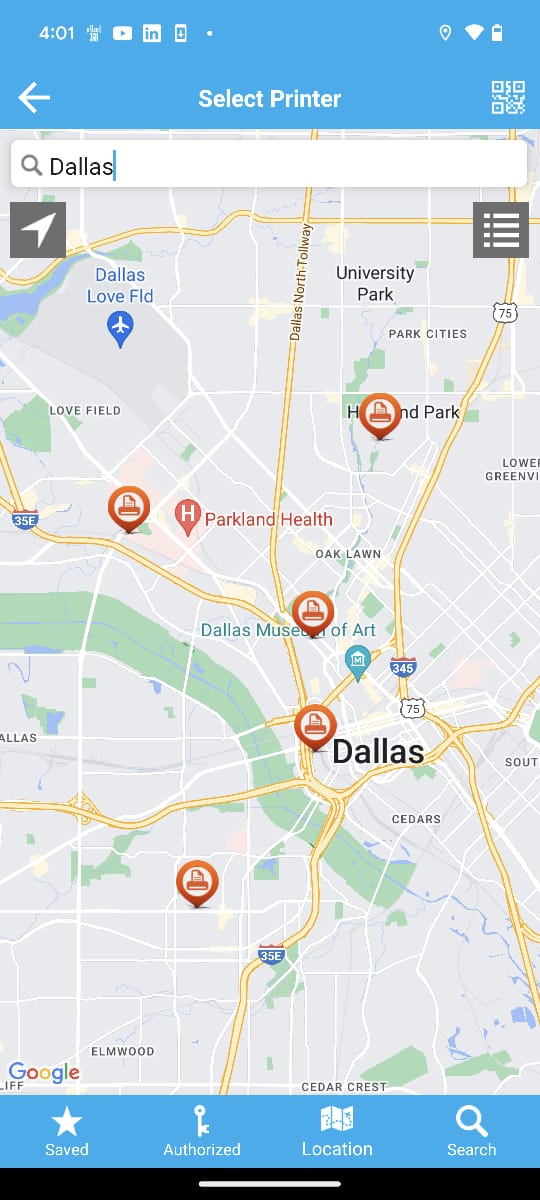 4:01
Select Printer
Dallas
Dallas
Love Fld
University
Park
Dallas North Tollway
75
PARK CITIES
LOVE FIELD
H nd Park
LOWER
GREENVI
35E
H Parkland Health
OAK LAWN
Dallas Museum of Art
345
75
ALLAS
Dallas
SOUT
CEDARS
35E
ELMWOOD
Google
LIFF
CEDAR CREST
Saved
Authorized
Location
Search